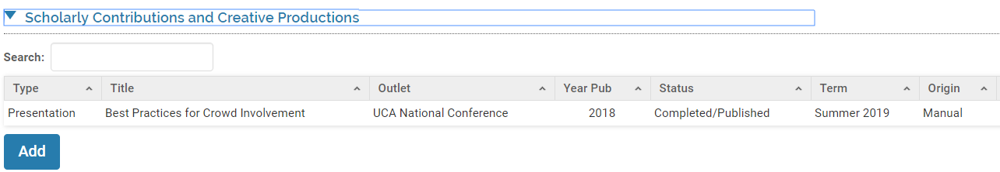 Scholarly Contributions and Creative Productions
Search:
Type Title Outlet Year Pub Status Term Origin
Presentation Best Practices for Crowd Involvement UCA National Conference 2018 Completed/Published Summer 2019 Manual
Add